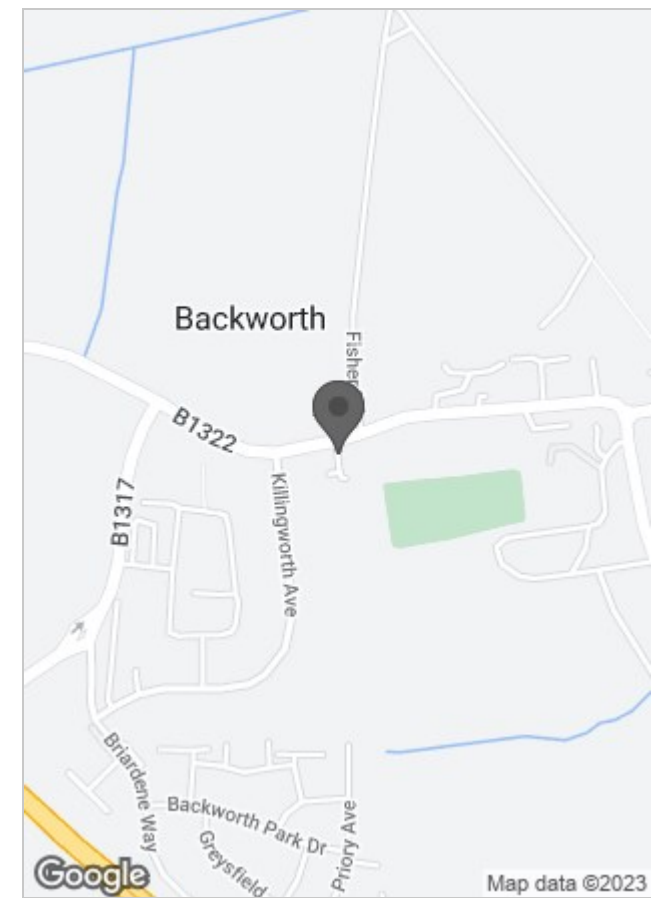 Backworth
Fisher
B1322
B1317
Killingworth Ave
Briardene Way
Backworth Park Dr
Greysfield
Priory Ave
Google
Map data ©2023